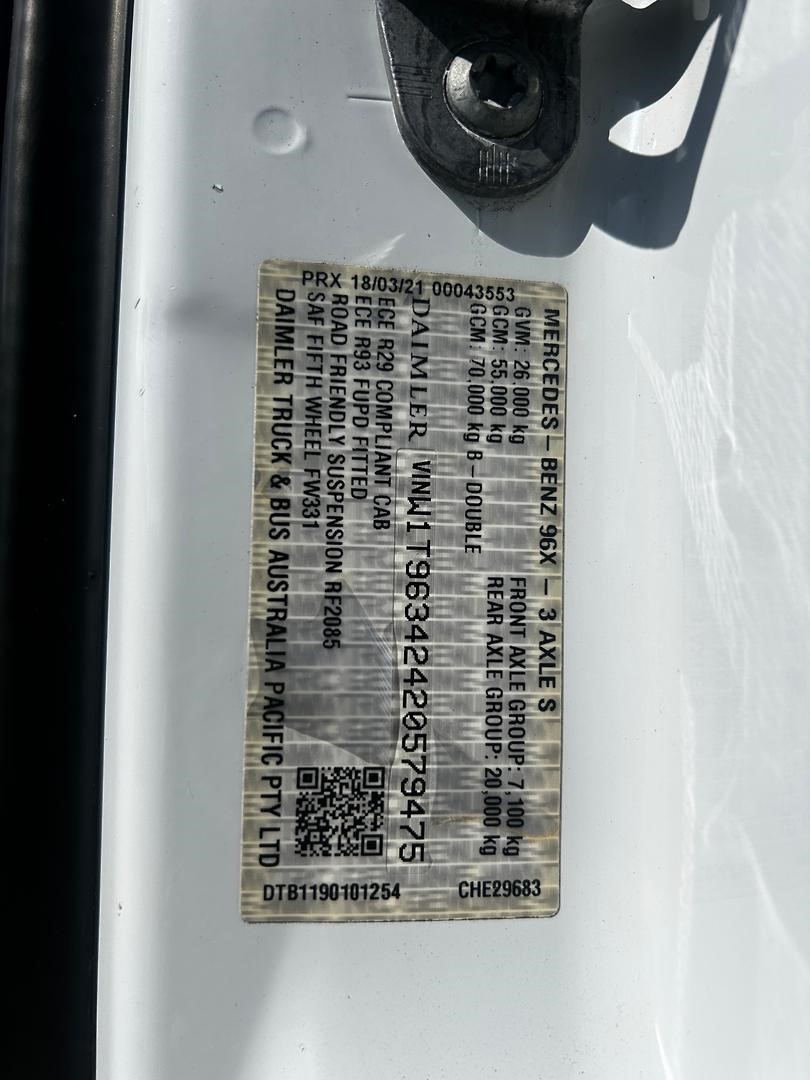 MERCEDES-BENZ 96X - 3 AXLE S
GVM: 26,000 kg FRONT AXLE GROUP: 7,100 kg
GCM: 55,000 kg REAR AXLE GROUP: 20,000 kg
GCM: 70,000 kg B-DOUBLE
DAIMLER VINW1T96342420579475
ECE R29 COMPLIANT CAB
ECE R93 FUPD FITTED
ROAD FRIENDLY SUSPENSION RF2085
SAF FIFTH WHEEL FW331
DAIMLER TRUCK & BUS AUSTRALIA PACIFIC PTY LTD
PRX 18/03/21 00043553
DTB1190101254 CHE29683